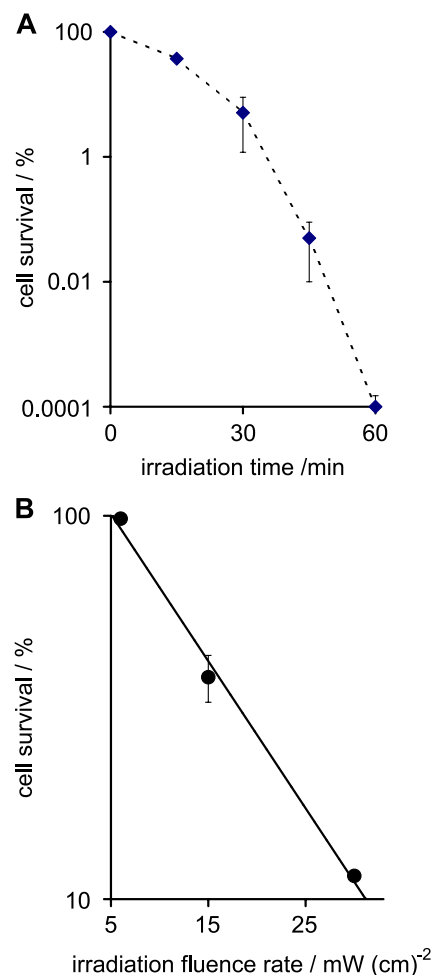 A
100
1
0.01
0.0001
cell survival / %
0 30 60
irradiation time /min
B
100
10
cell survival / %
5 15 25
irradiation fluence rate / mW (cm)⁻²